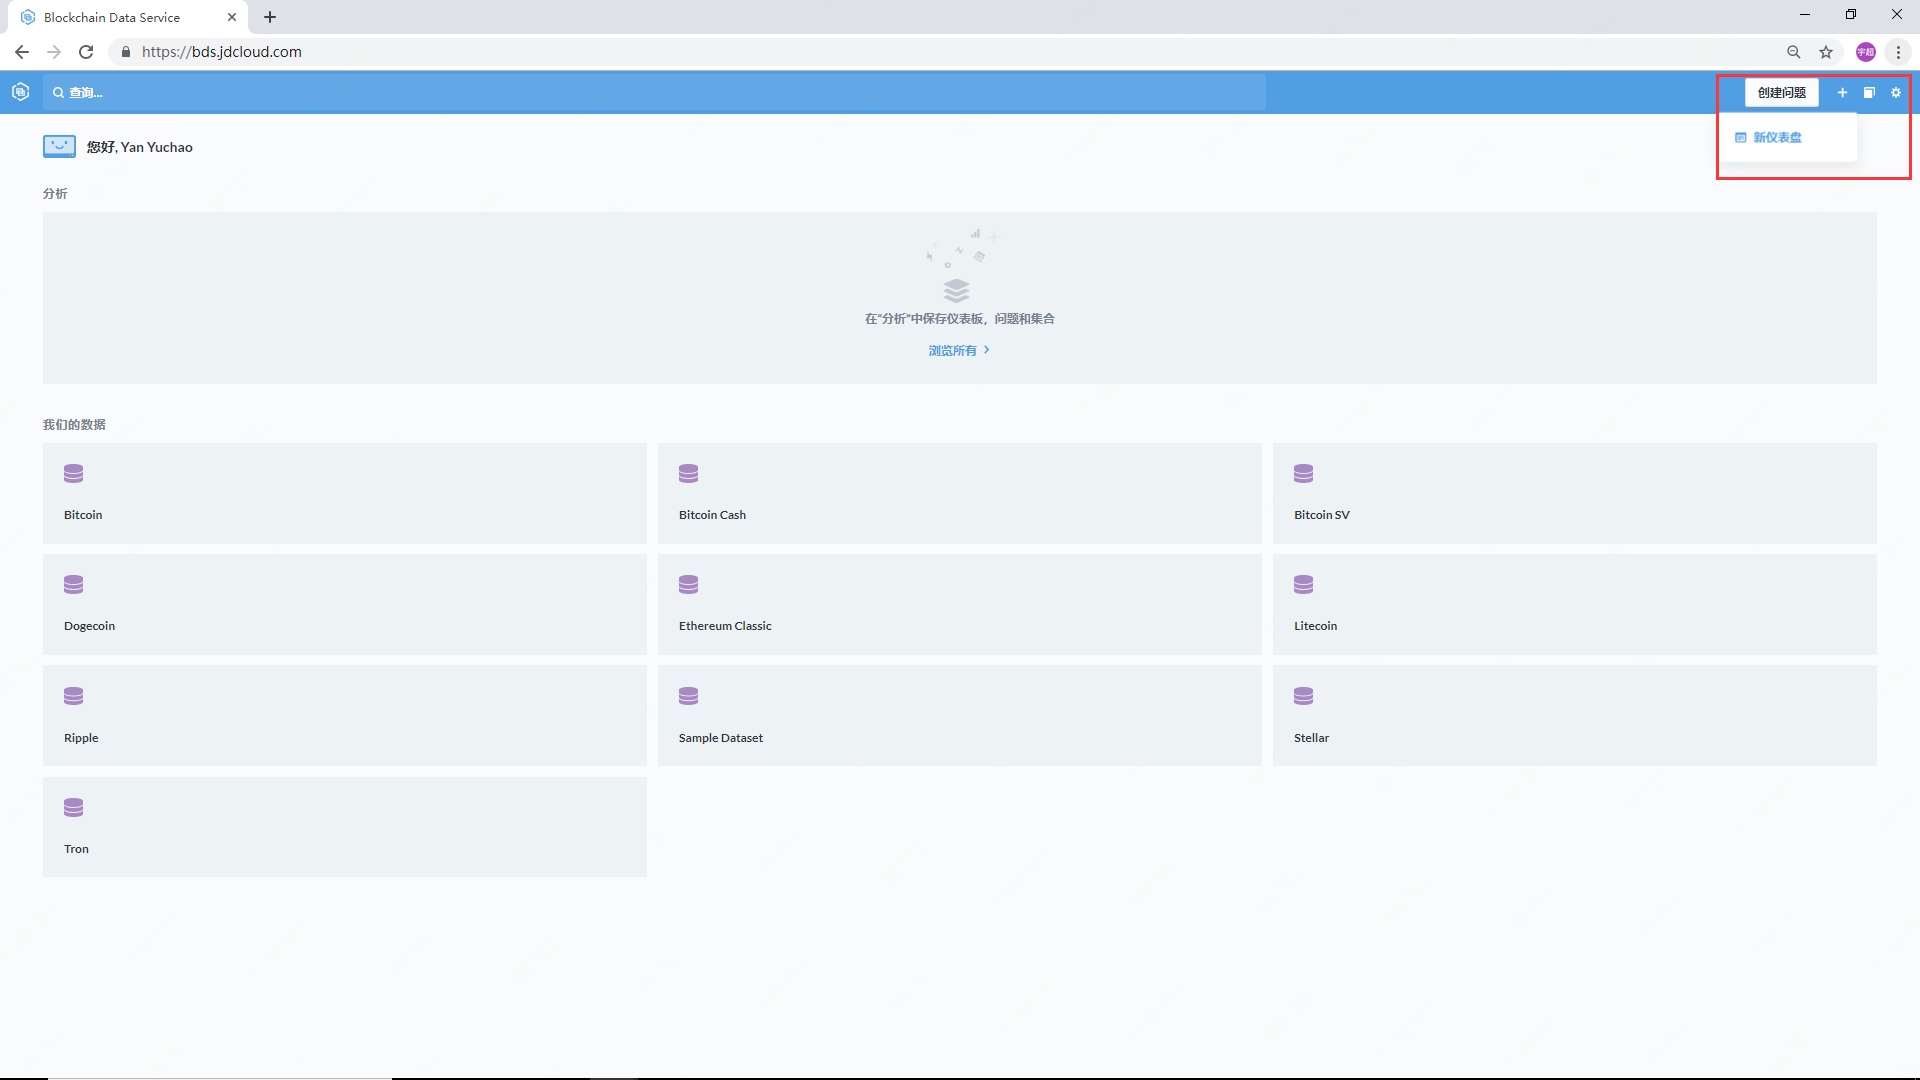 Blockchain Data Service
https://bds.jdcloud.com
宇超
查询...
创建问题
新仪表盘
您好, Yan Yuchao
分析
在“分析”中保存仪表板，问题和集合
浏览所有
我们的数据
Bitcoin
Bitcoin Cash
Bitcoin SV
Dogecoin
Ethereum Classic
Litecoin
Ripple
Sample Dataset
Stellar
Tron